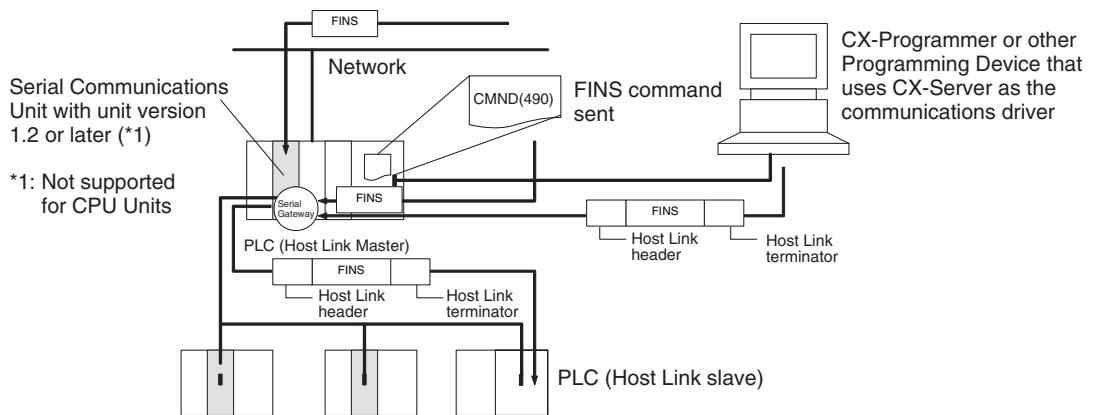 FINS
Network
CMND(490)
FINS command
sent
CX-Programmer or other
Programming Device that
uses CX-Server as the
communications driver
Serial Communications
Unit with unit version
1.2 or later (*1)
*1: Not supported
for CPU Units
Serial
Gateway
FINS
FINS
Host Link
header
Host Link
terminator
PLC (Host Link Master)
FINS
Host Link
header
Host Link
terminator
PLC (Host Link slave)